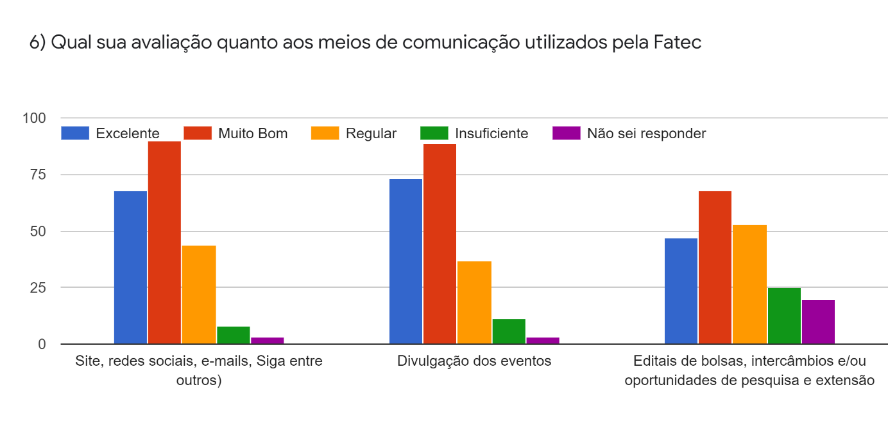 6) Qual sua avaliação quanto aos meios de comunicação utilizados pela Fatec
100
Excelente
Muito Bom
Regular
Insuficiente
Não sei responder
75
50
25
0
Site, redes sociais, e-mails, Siga entre
outros)
Divulgação dos eventos
Editais de bolsas, intercâmbios e/ou
oportunidades de pesquisa e extensão